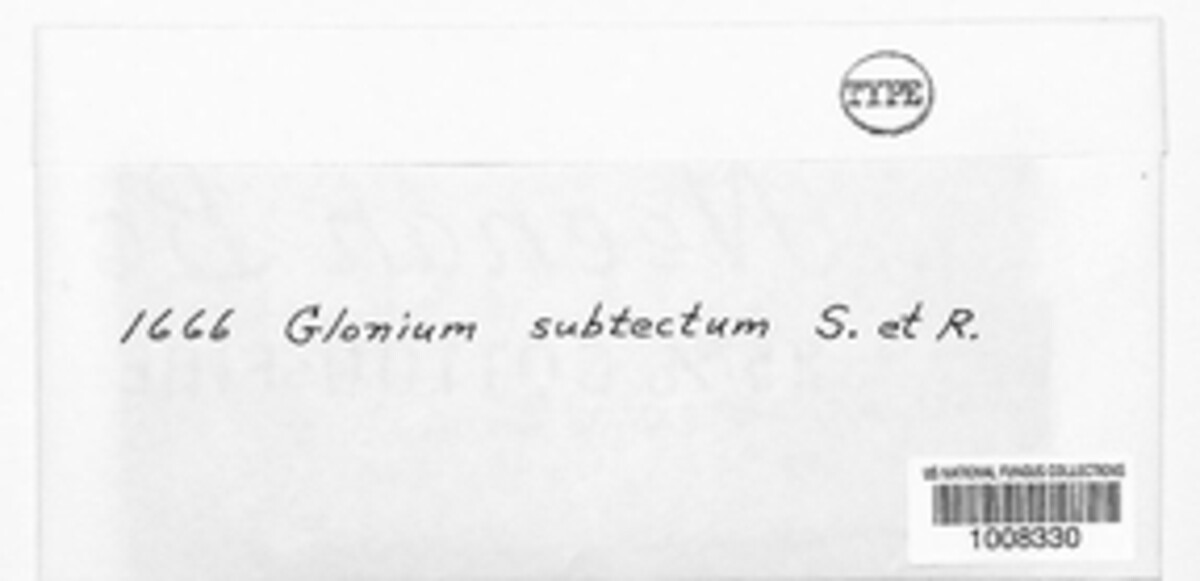 TYPE
1666 Glonium subtectum S. et R.
US NATIONAL FUNGUS COLLECTIONS
1008330